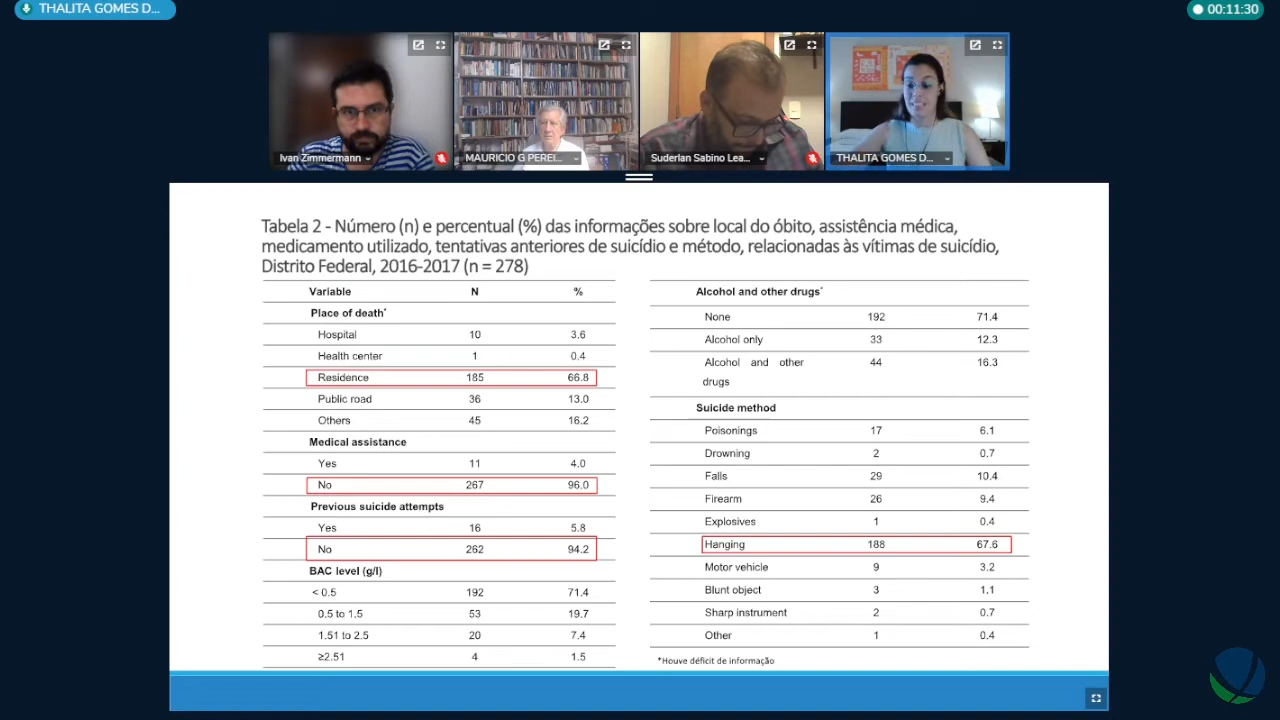 THALITA GOMES D...
00:11:30
Ivan Zimmermann
MAURICIO G PEREI...
Suderlan Sabino Lea...
THALITA GOMES D...
Tabela 2 - Número (n) e percentual (%) das informações sobre local do óbito, assistência médica,
medicamento utilizado, tentativas anteriores de suicídio e método, relacionadas às vítimas de suicídio,
Distrito Federal, 2016-2017 (n = 278)
Variable N %
Place of death*
Hospital 10 3.6
Health center 1 0.4
Residence 185 66.8
Public road 36 13.0
Others 45 16.2
Medical assistance
Yes 11 4.0
No 267 96.0
Previous suicide attempts
Yes 16 5.8
No 262 94.2
BAC level (g/l)
< 0.5 192 71.4
0.5 to 1.5 53 19.7
1.51 to 2.5 20 7.4
≥2.51 4 1.5
Alcohol and other drugs*
None 192 71.4
Alcohol only 33 12.3
Alcohol and other 44 16.3
drugs
Suicide method
Poisonings 17 6.1
Drowning 2 0.7
Falls 29 10.4
Firearm 26 9.4
Explosives 1 0.4
Hanging 188 67.6
Motor vehicle 9 3.2
Blunt object 3 1.1
Sharp instrument 2 0.7
Other 1 0.4
*Houve déficit de informação